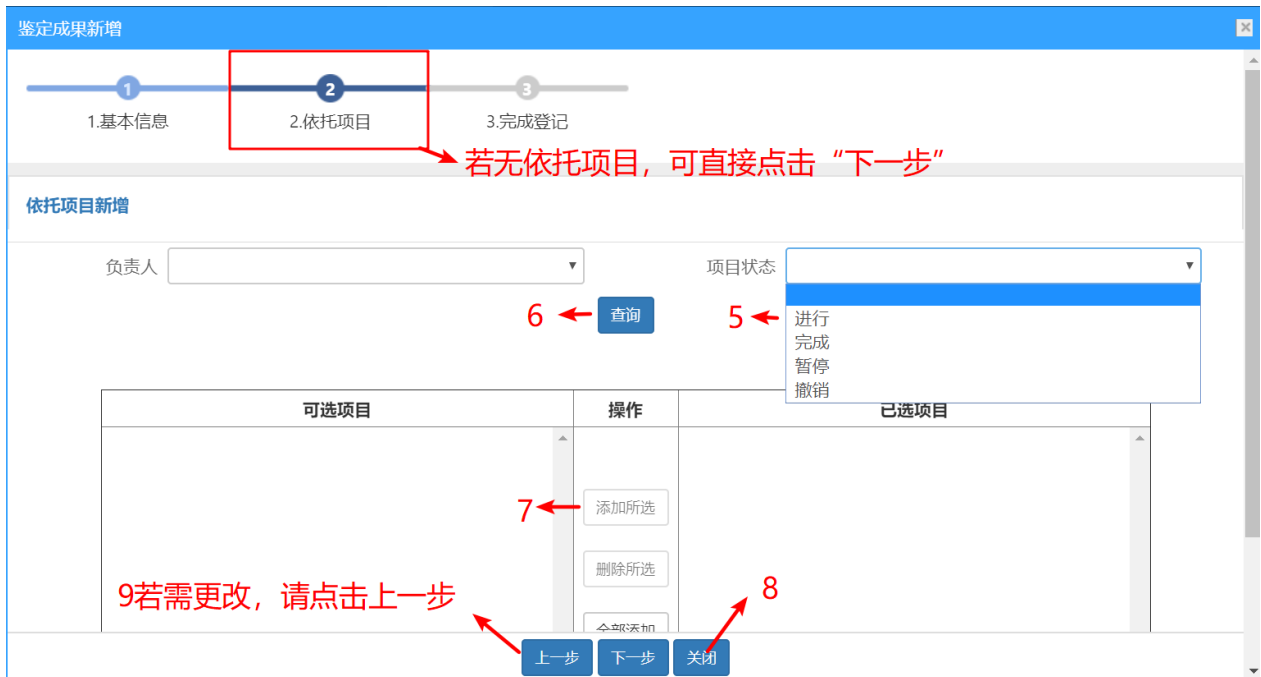 鉴定成果新增
1 2 3
1.基本信息 2.依托项目 3.完成登记
若无依托项目，可直接点击“下一步”
依托项目新增
负责人 项目状态
6 查询 5 进行
完成
暂停
撤销
可选项目 操作 已选项目
7 添加所选
删除所选
9若需更改，请点击上一步 8
全部添加
上一步 下一步 关闭